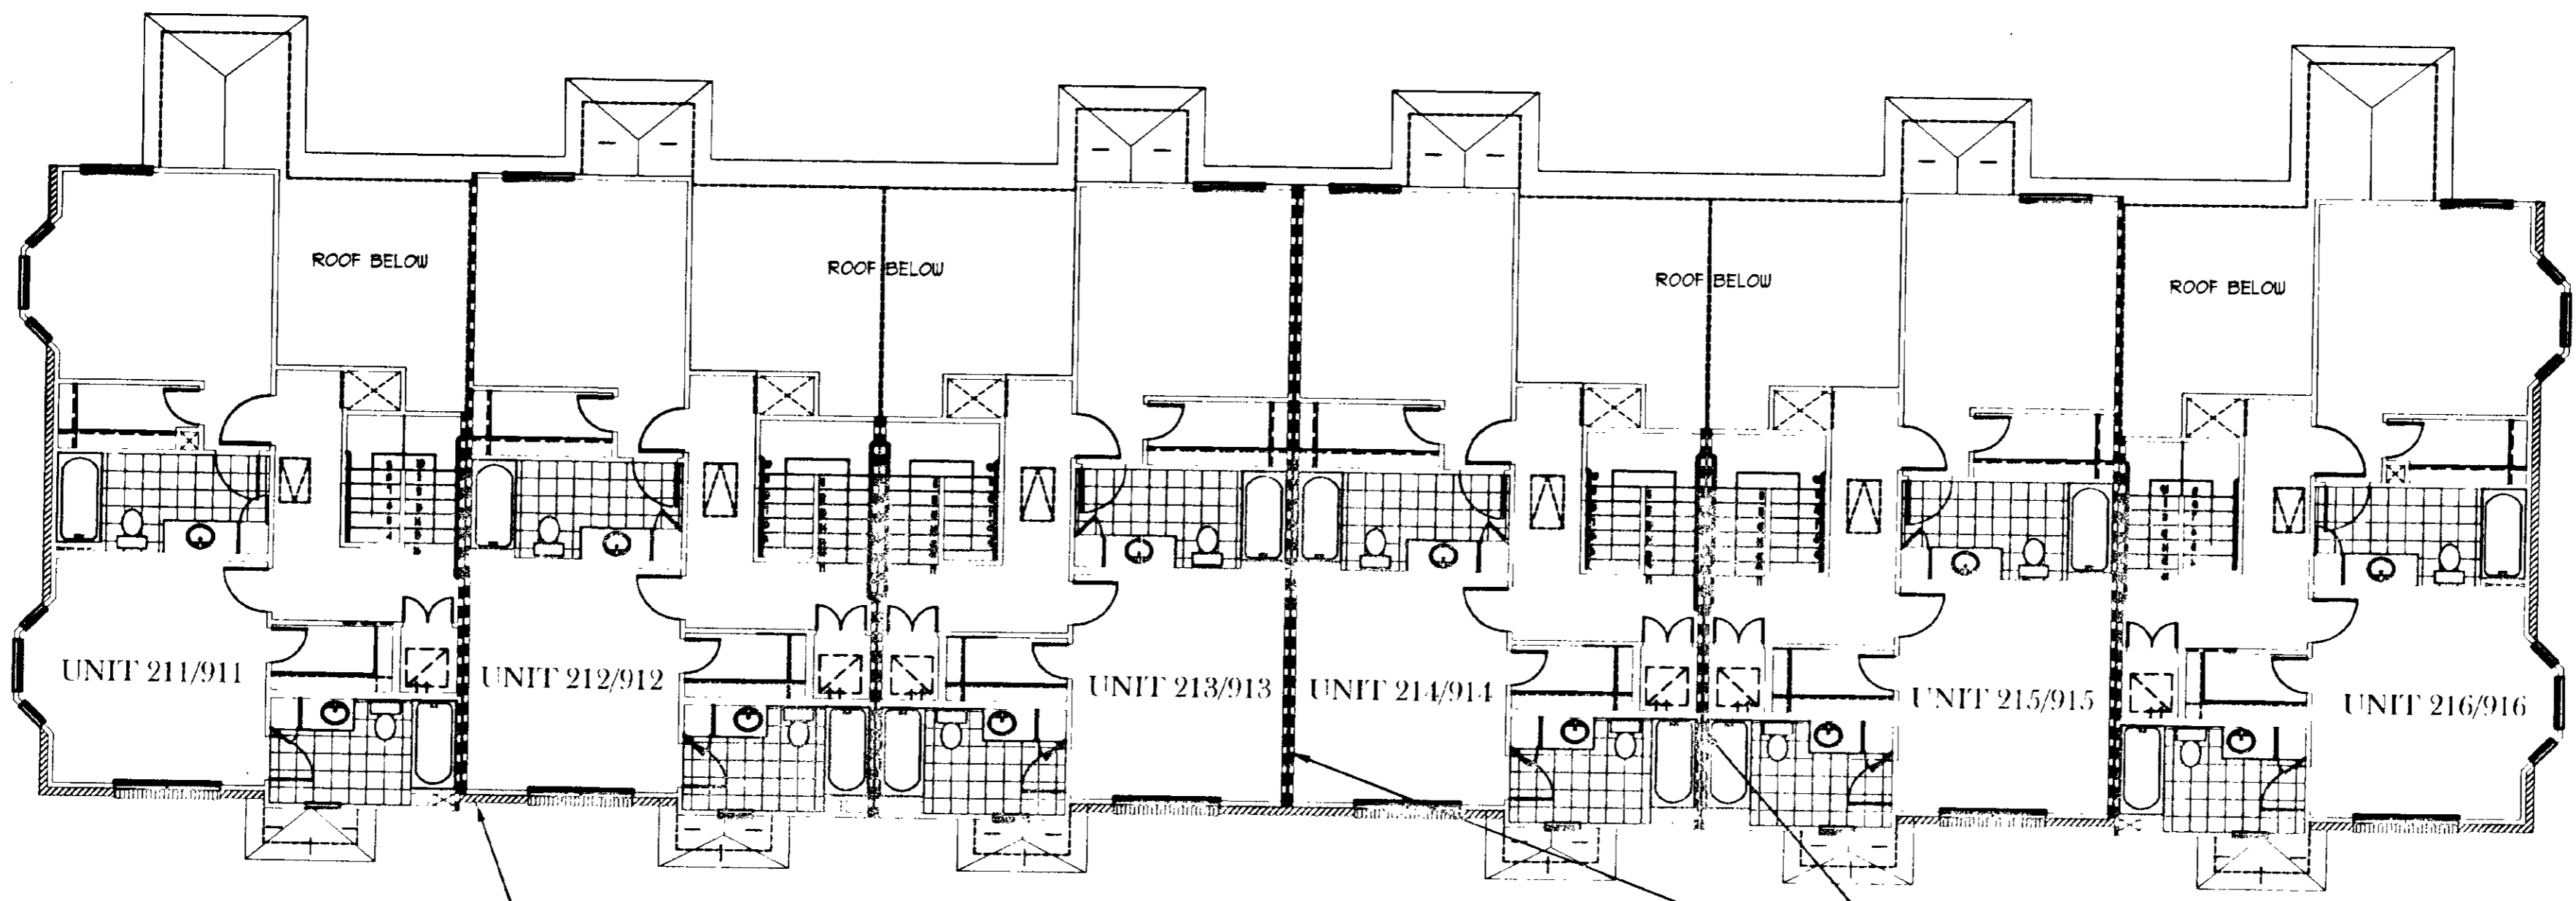 ROOF BELOW
ROOF BELOW
ROOF BELOW
ROOF BELOW
UNIT 211/911
UNIT 212/912
UNIT 213/913
UNIT 214/914
UNIT 215/915
UNIT 216/916